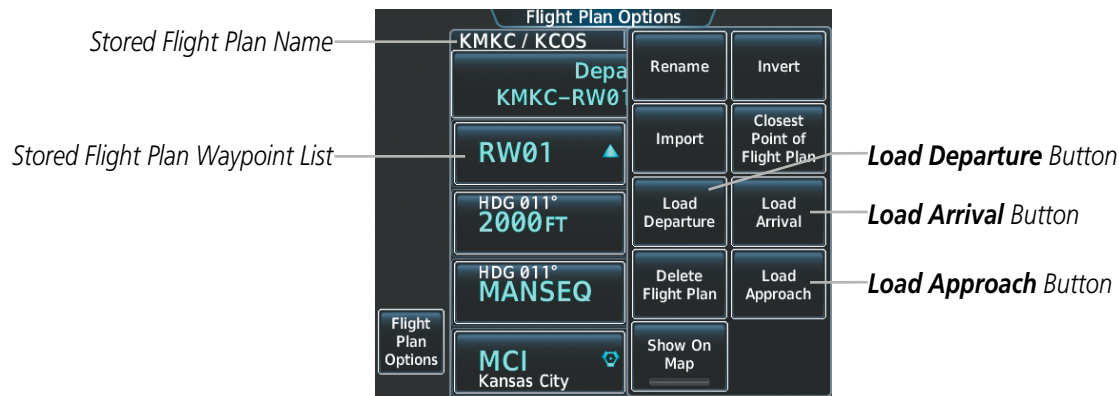 Flight Plan Options
Stored Flight Plan Name
KMKC / KCOS
Depa
KMKC-RW01
Rename
Invert
Stored Flight Plan Waypoint List
RW01
Import
Closest
Point of
Flight Plan
Load Departure Button
HDG 011°
2000FT
Load
Departure
Load
Arrival
Load Arrival Button
HDG 011°
MANSEQ
Delete
Flight Plan
Load
Approach
Load Approach Button
Flight
Plan
Options
MCI
Kansas City
Show On
Map